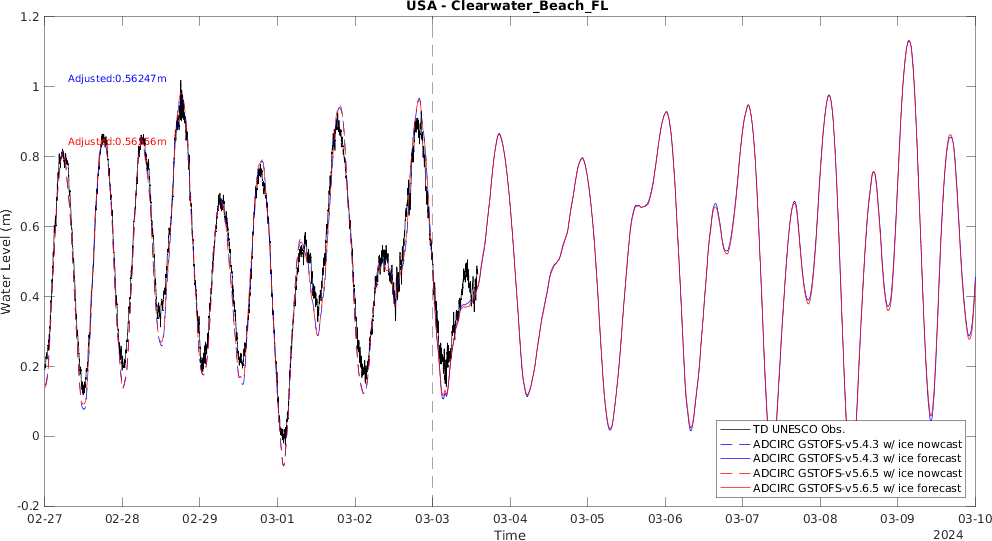 USA - Clearwater_Beach_FL
1.2
1
0.8
0.6
0.4
0.2
0
-0.2
Water Level (m)
Adjusted:0.56247m
TD UNESCO Obs.
ADCIRC GSTOFS-v5.4.3 w/ ice nowcast
ADCIRC GSTOFS-v5.4.3 w/ ice forecast
ADCIRC GSTOFS-v5.6.5 w/ ice nowcast
ADCIRC GSTOFS-v5.6.5 w/ ice forecast
02-27 02-28 02-29 03-01 03-02 03-03 03-04 03-05 03-06 03-07 03-08 03-09 03-10
Time
2024